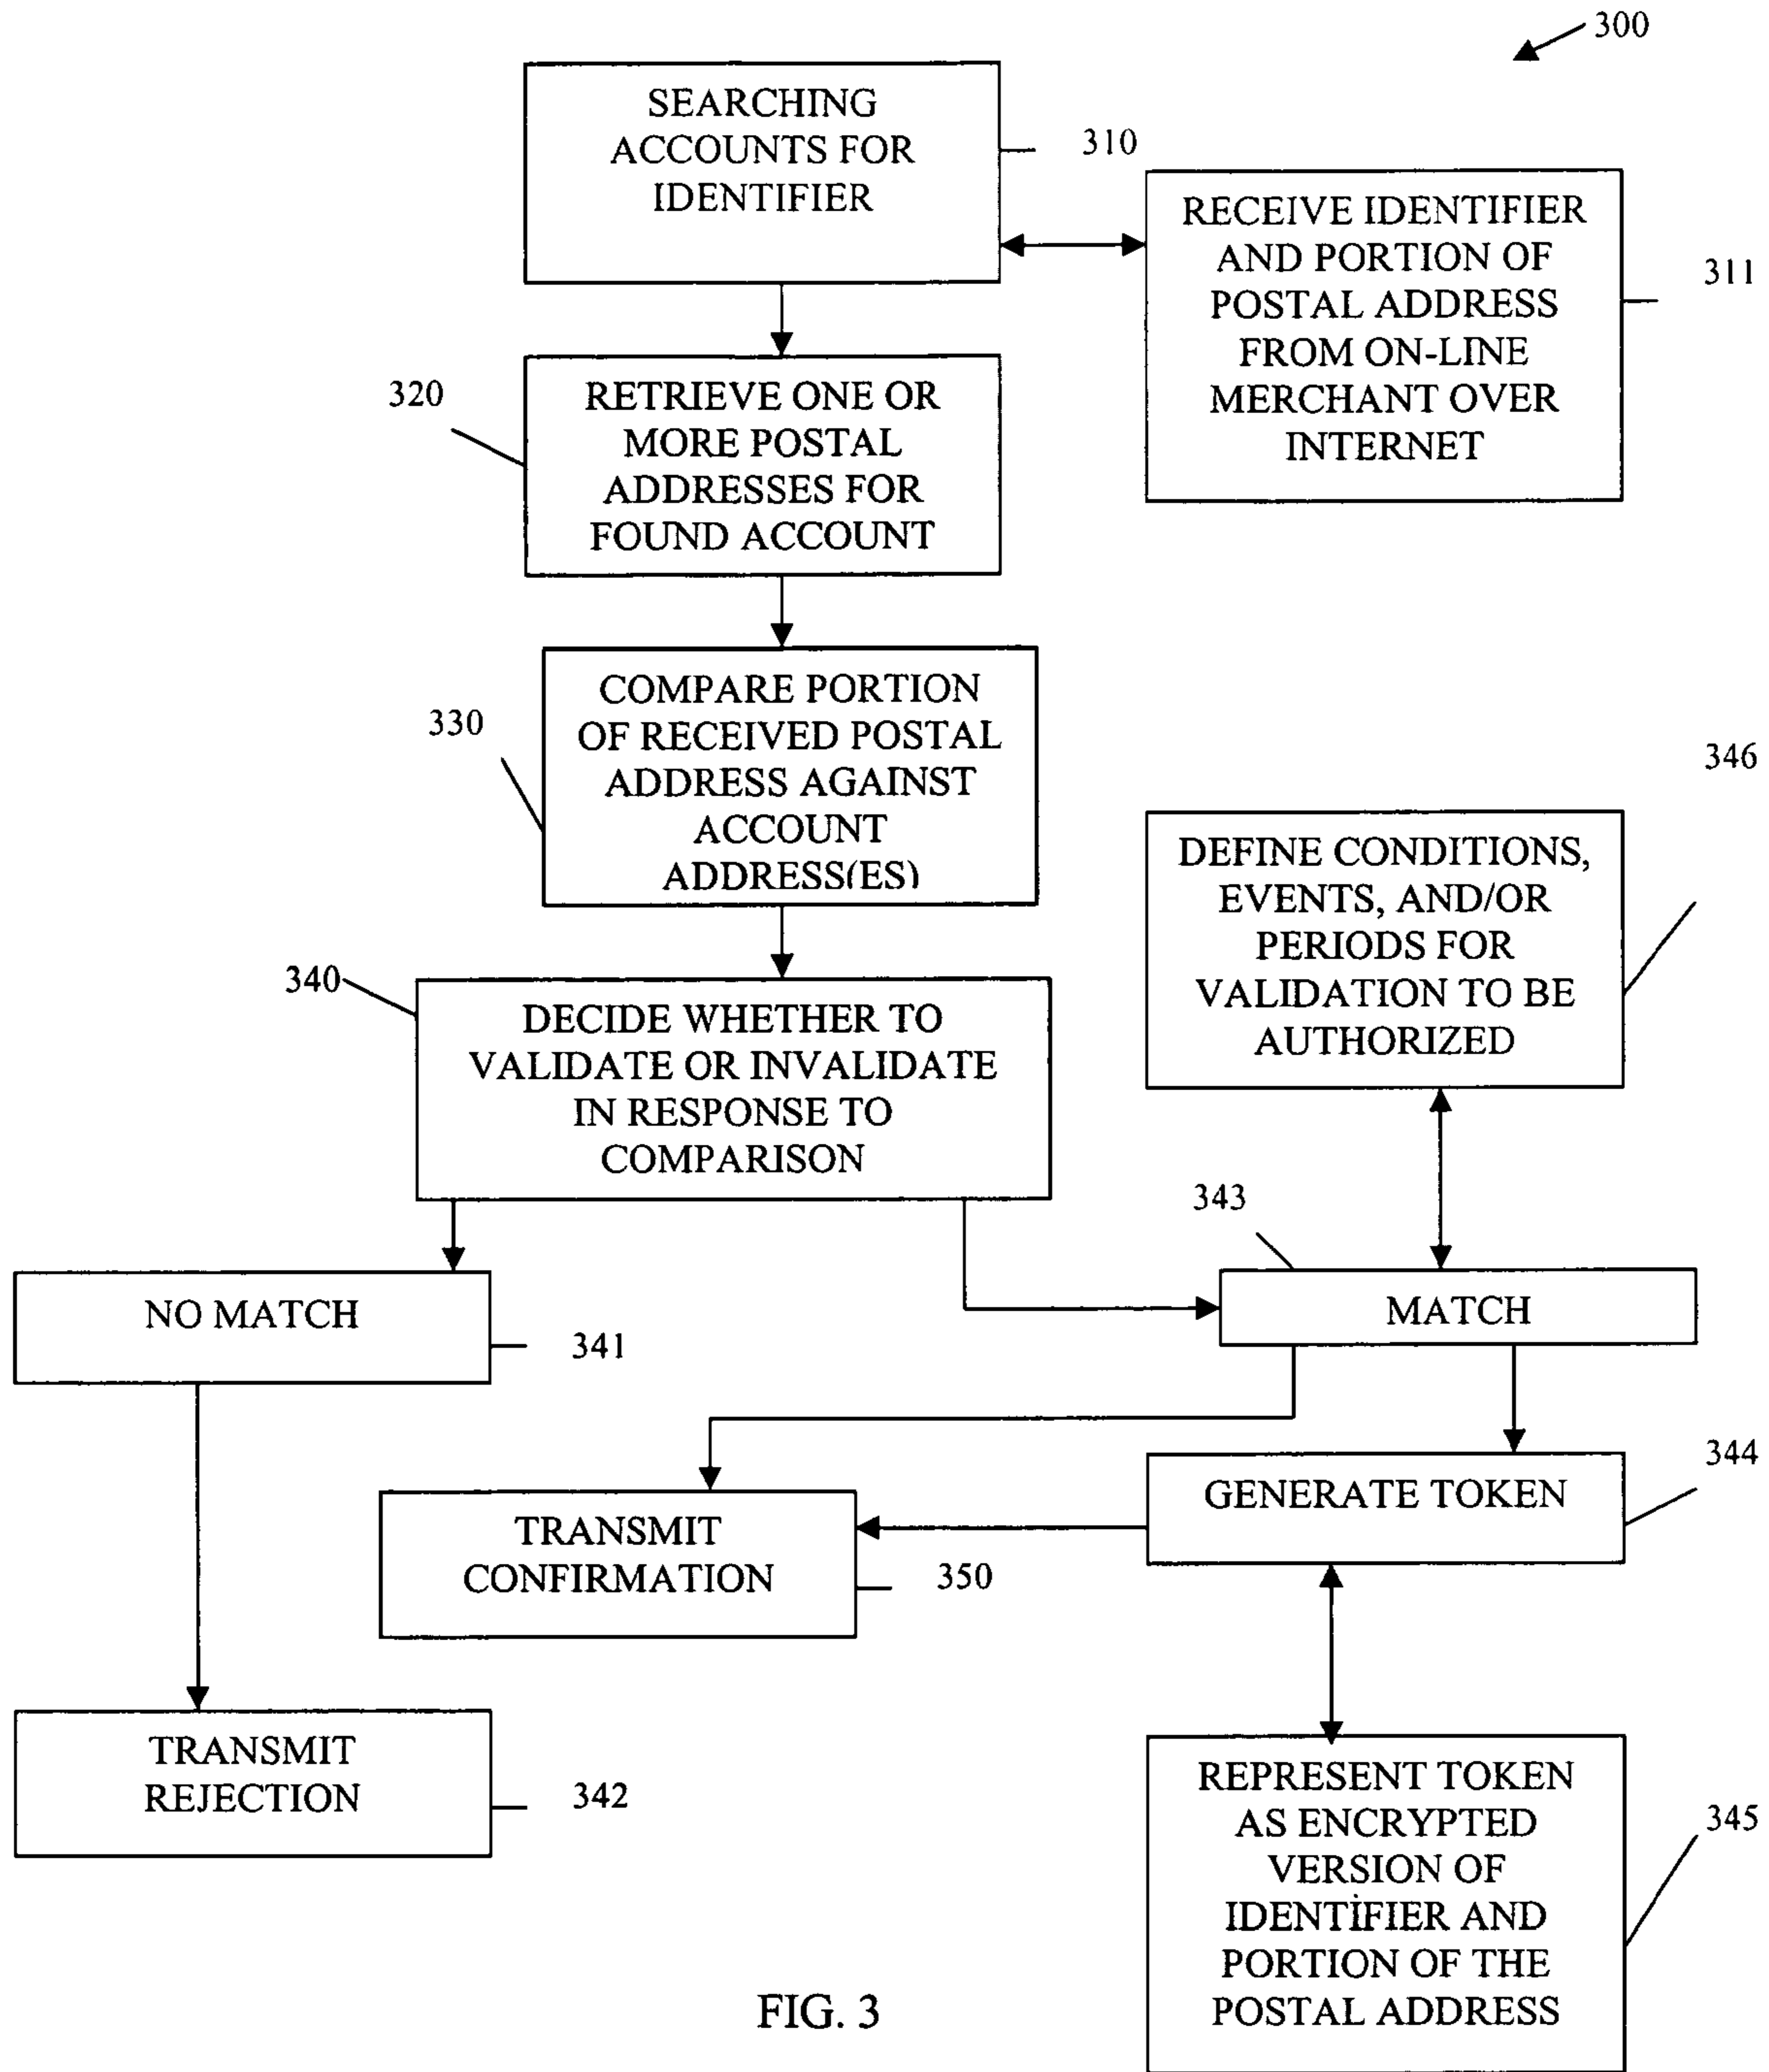 300
SEARCHING
ACCOUNTS FOR
IDENTIFIER
310
RECEIVE IDENTIFIER
AND PORTION OF
POSTAL ADDRESS
FROM ON-LINE
MERCHANT OVER
INTERNET
311
320
RETRIEVE ONE OR
MORE POSTAL
ADDRESSES FOR
FOUND ACCOUNT
330
COMPARE PORTION
OF RECEIVED POSTAL
ADDRESS AGAINST
ACCOUNT
ADDRESS(ES)
346
DEFINE CONDITIONS,
EVENTS, AND/OR
PERIODS FOR
VALIDATION TO BE
AUTHORIZED
340
DECIDE WHETHER TO
VALIDATE OR INVALIDATE
IN RESPONSE TO
COMPARISON
343
NO MATCH
341
MATCH
344
GENERATE TOKEN
TRANSMIT
CONFIRMATION
350
TRANSMIT
REJECTION
342
REPRESENT TOKEN
AS ENCRYPTED
VERSION OF
IDENTIFIER AND
PORTION OF THE
POSTAL ADDRESS
345
FIG. 3